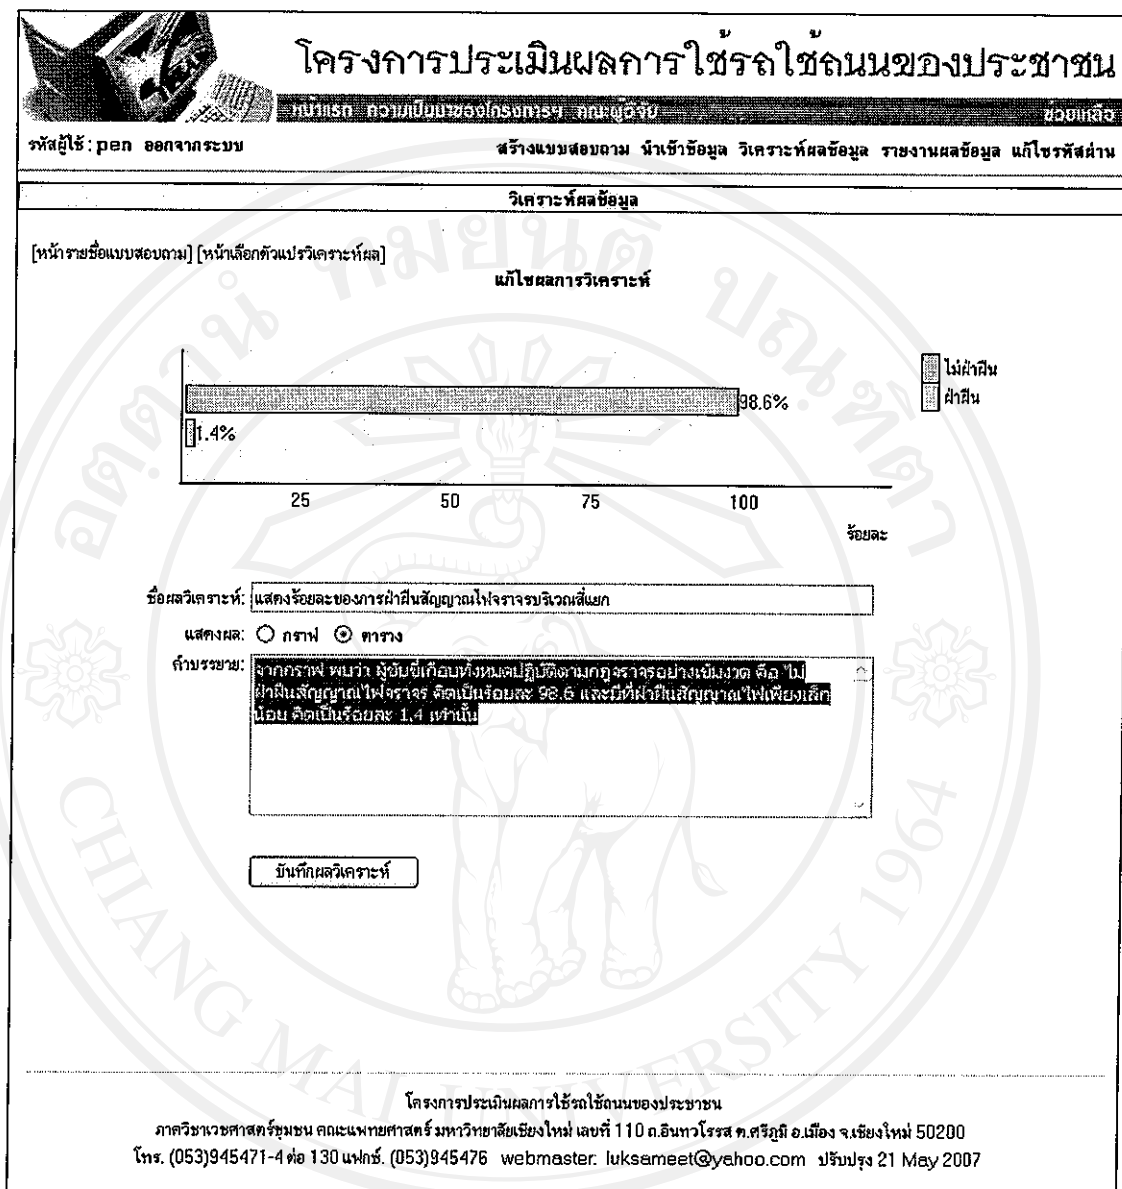 โครงการประเมินผลการใช้รถใช้ถนนของประชาชน
หน้าแรก ความเป็นมาของโครงการฯ คณะผู้วิจัย ช่วยเหลือ
รหัสผู้ใช้ : pen ออกจากระบบ สร้างแบบสอบถาม นำเข้าข้อมูล วิเคราะห์ผลข้อมูล รายงานผลข้อมูล แก้ไขรหัสผ่าน
วิเคราะห์ผลข้อมูล
[หน้ารายชื่อแบบสอบถาม] [หน้าเลือกตัวแปรวิเคราะห์ผล]
แก้ไขผลการวิเคราะห์
ไม่ฝ่าฝืน
ฝ่าฝืน
98.6%
1.4%
25 50 75 100
ร้อยละ
ชื่อผลวิเคราะห์: แสดงร้อยละของการฝ่าฝืนสัญญาณไฟจราจรบริเวณสี่แยก
แสดงผล: กราฟ ตาราง
คำบรรยาย: จากกราฟ พบว่า ผู้ขับขี่เกือบทั้งหมดปฏิบัติตามกฎจราจรอย่างเข้มงวด คือ ไม่
ฝ่าฝืนสัญญาณไฟจราจร คิดเป็นร้อยละ 98.6 และมีที่ฝ่าฝืนสัญญาณไฟเพียงเล็ก
น้อย คิดเป็นร้อยละ 1.4 เท่านั้น
บันทึกผลวิเคราะห์
โครงการประเมินผลการใช้รถใช้ถนนของประชาชน
ภาควิชาเวชศาสตร์ชุมชน คณะแพทยศาสตร์ มหาวิทยาลัยเชียงใหม่ เลขที่ 110 ถ.อินทวโรรส ต.ศรีภูมิ อ.เมือง จ.เชียงใหม่ 50200
โทร. (053)945471-4 ต่อ 130 แฟกซ์. (053)945476 webmaster: luksameet@yahoo.com ปรับปรุง 21 May 2007
CHIANG MAI UNIVERSITY 1964